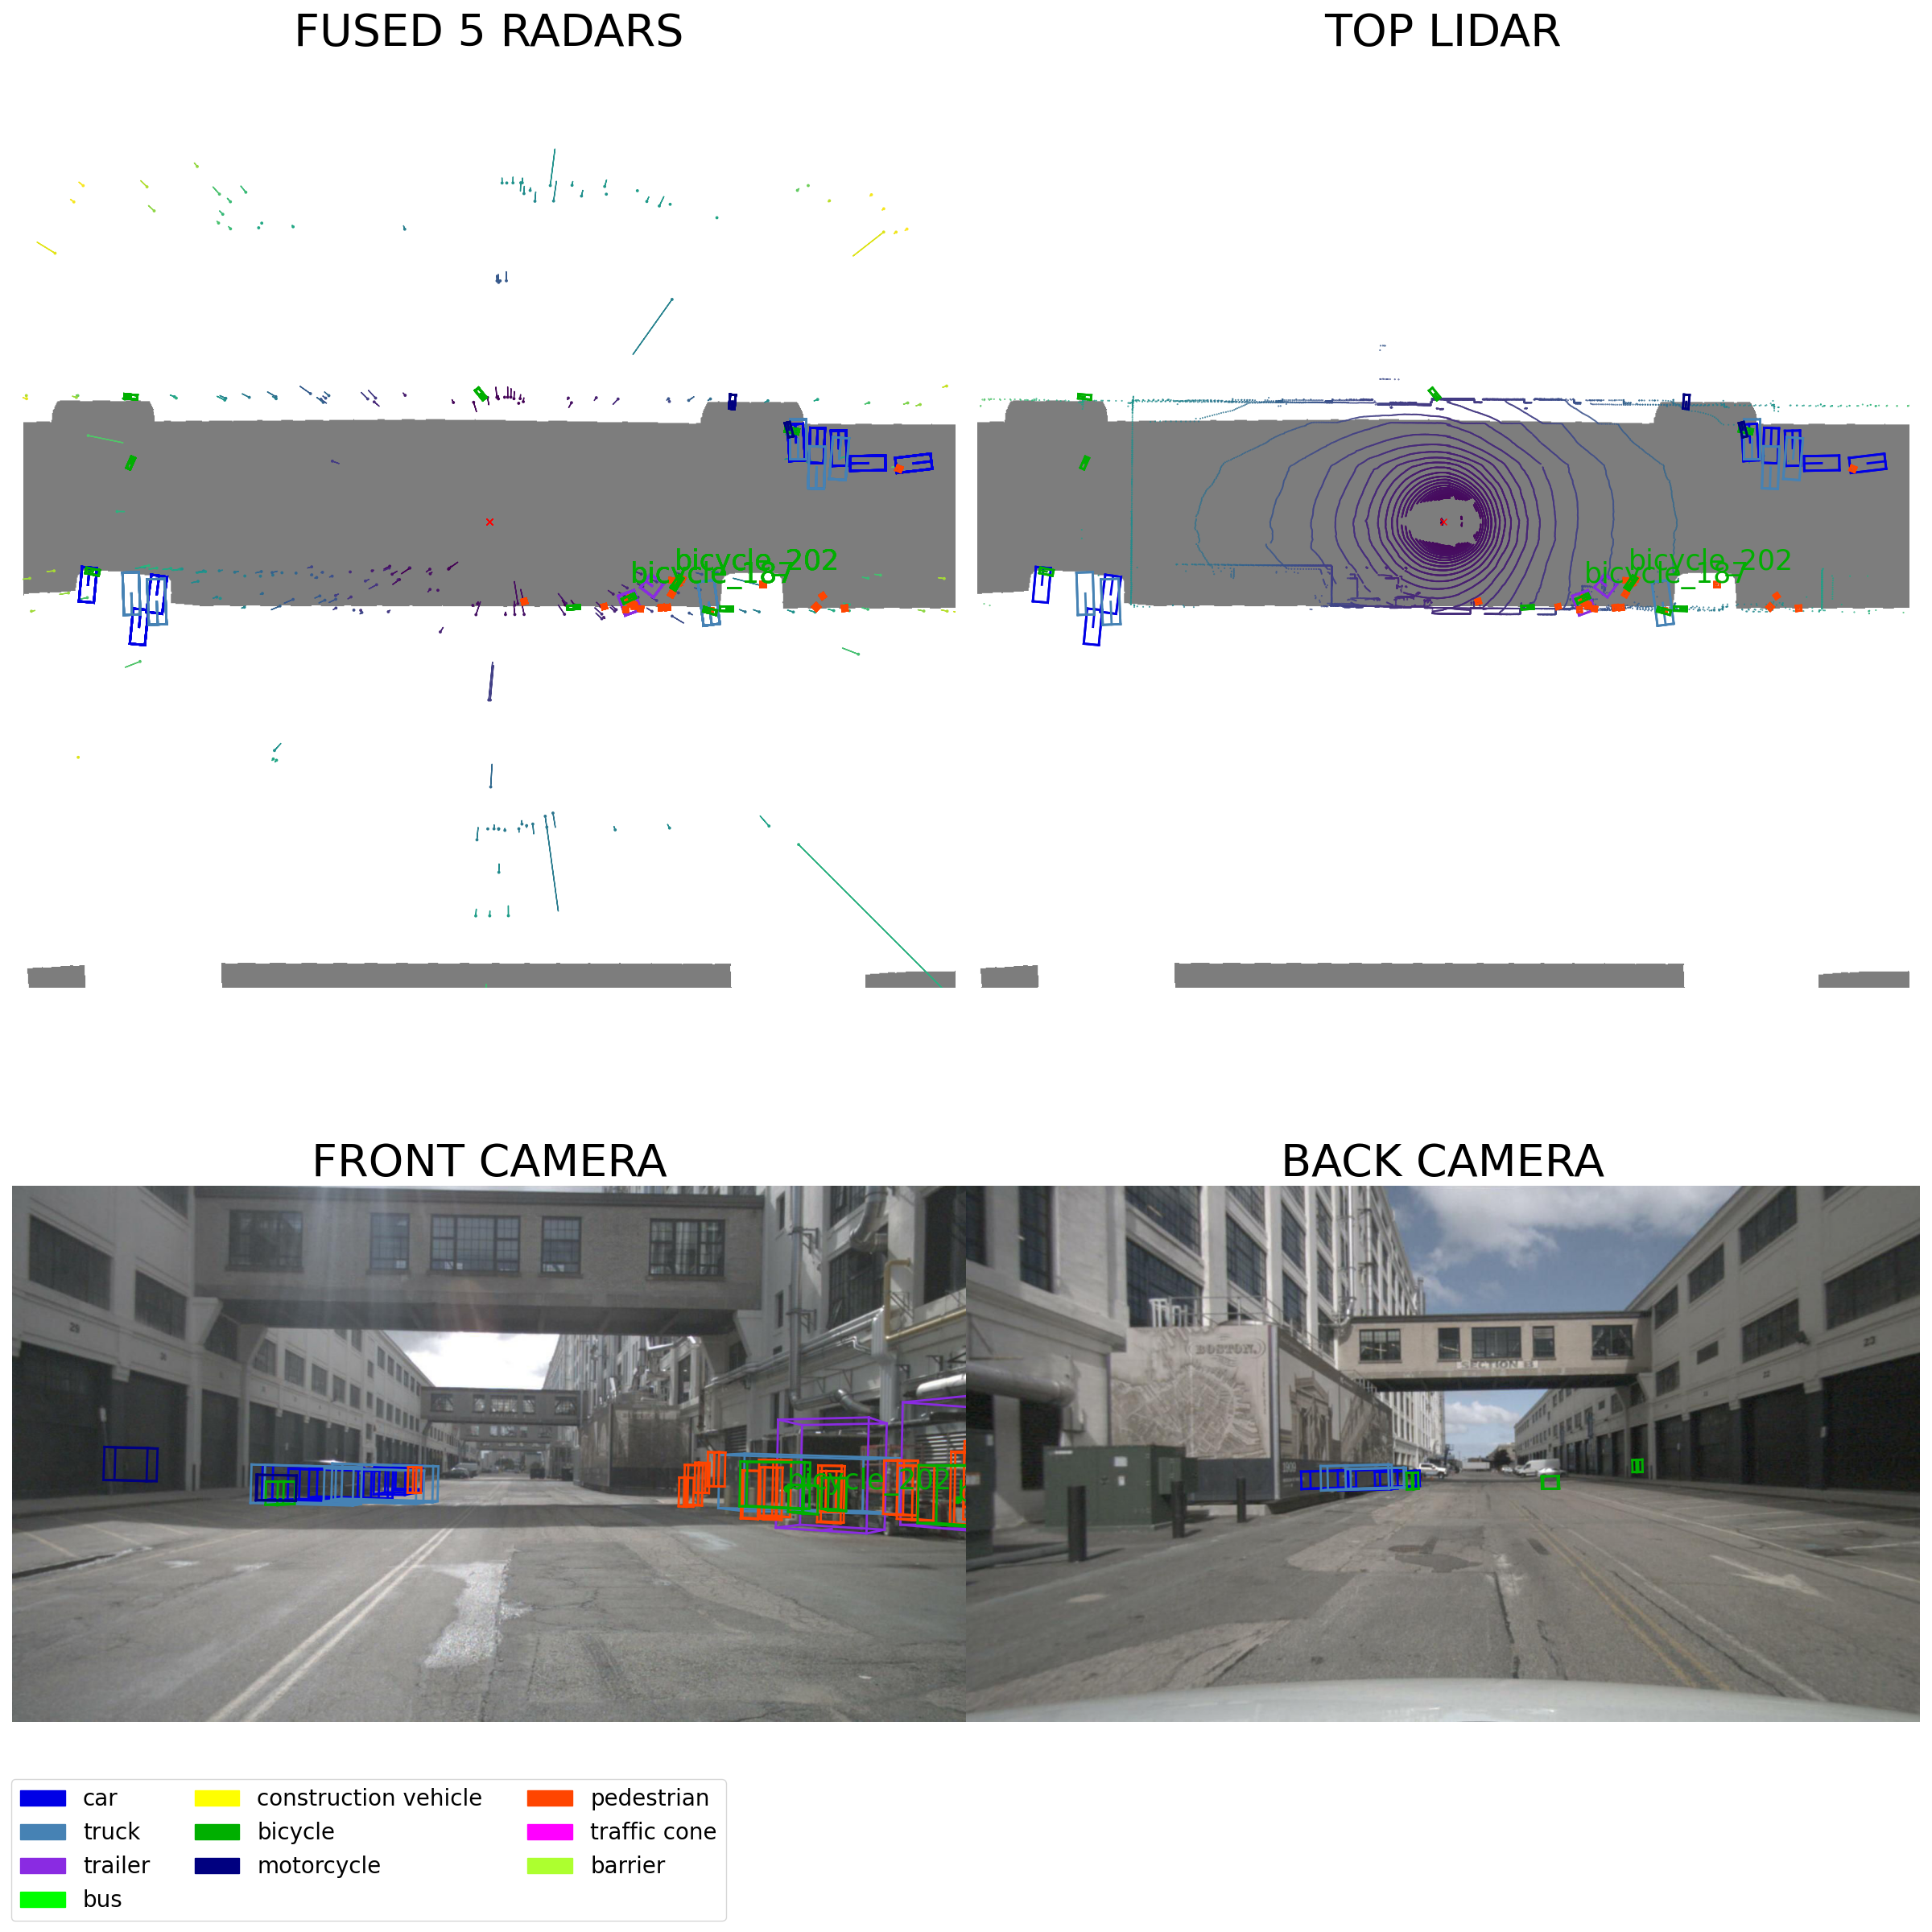 FUSED 5 RADARS
TOP LIDAR
bicycle_202
bicycle_187
bicycle_202
bicycle_187
FRONT CAMERA
BACK CAMERA
BOSTON.
SECTION B
bicycle_202
car
truck
trailer
bus
construction vehicle
bicycle
motorcycle
pedestrian
traffic cone
barrier